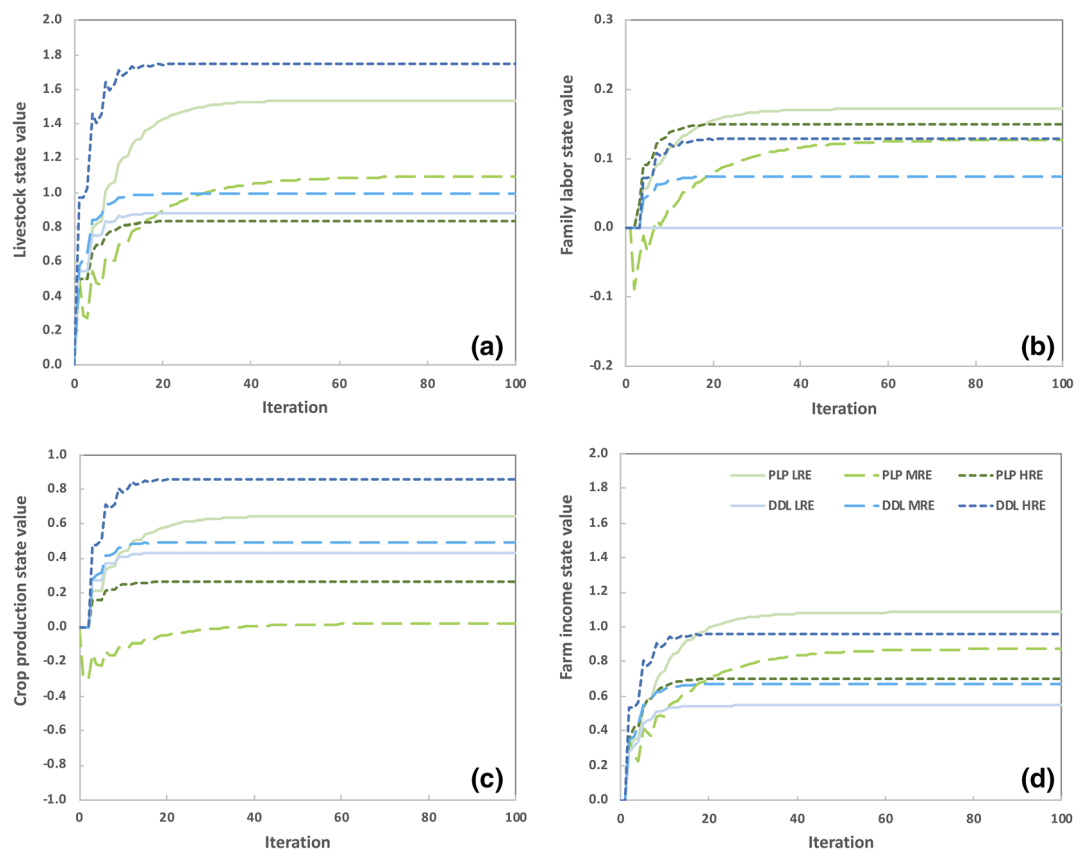 Livestock state value
2.0
1.8
1.6
1.4
1.2
1.0
0.8
0.6
0.4
0.2
0.0
0 20 40 60 80 100
Iteration
(a)
Family labor state value
0.3
0.2
0.1
0.0
-0.1
-0.2
0 20 40 60 80 100
Iteration
(b)
Crop production state value
1.0
0.8
0.6
0.4
0.2
0.0
-0.2
-0.4
-0.6
-0.8
-1.0
0 20 40 60 80 100
Iteration
(c)
Farm income state value
2.0
1.8
1.6
1.4
1.2
1.0
0.8
0.6
0.4
0.2
0.0
PLP LRE PLP MRE PLP HRE
DDL LRE DDL MRE DDL HRE
0 20 40 60 80 100
Iteration
(d)